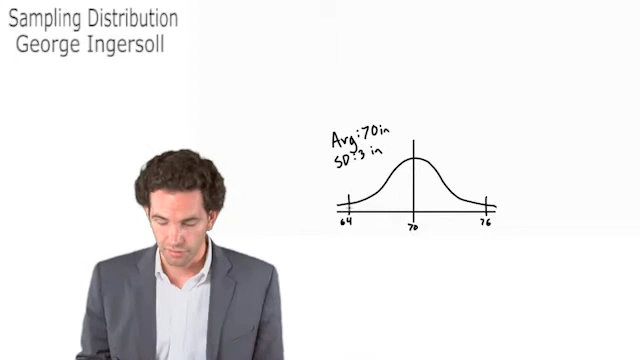 Sampling Distribution
George Ingersoll
Avg: 70in
SD: 3 in
64
70
76